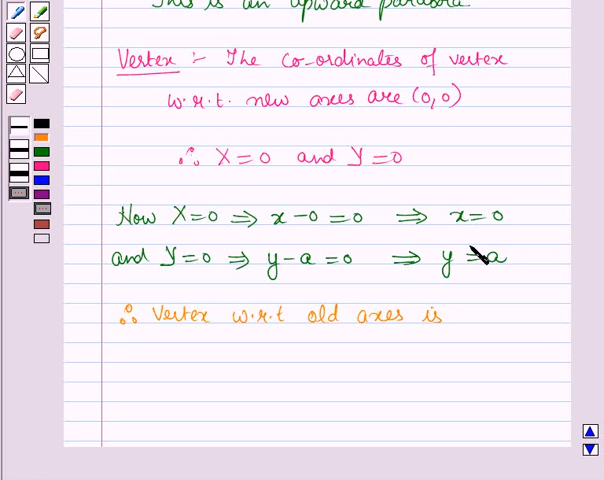 This is an upward parabola
Vertex :- The co-ordinates of vertex
w.r.t. new axes are (0,0)
∴ X=0 and Y=0
Now X=0 ⇒ x-0=0 ⇒ x=0
and Y=0 ⇒ y-a=0 ⇒ y=a
∴ Vertex w.r.t old axes is